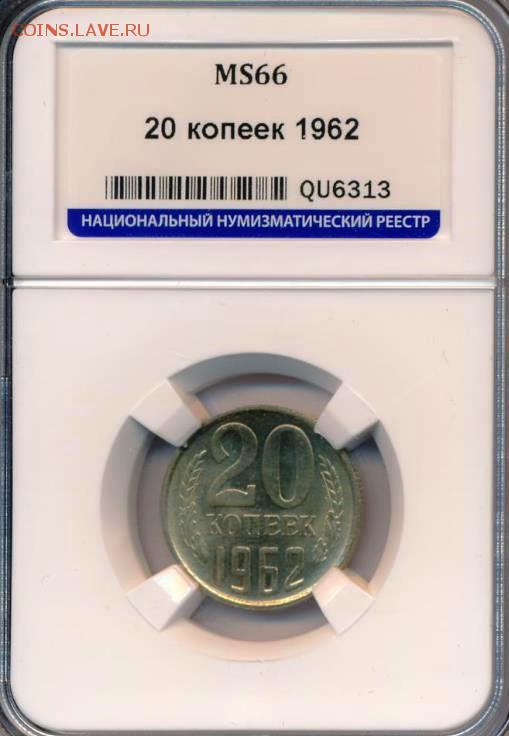 COINS.LAVE.RU
MS66
20 копеек 1962
QU6313
НАЦИОНАЛЬНЫЙ НУМИЗМАТИЧЕСКИЙ РЕЕСТР
20
КОПЕЕК
1962